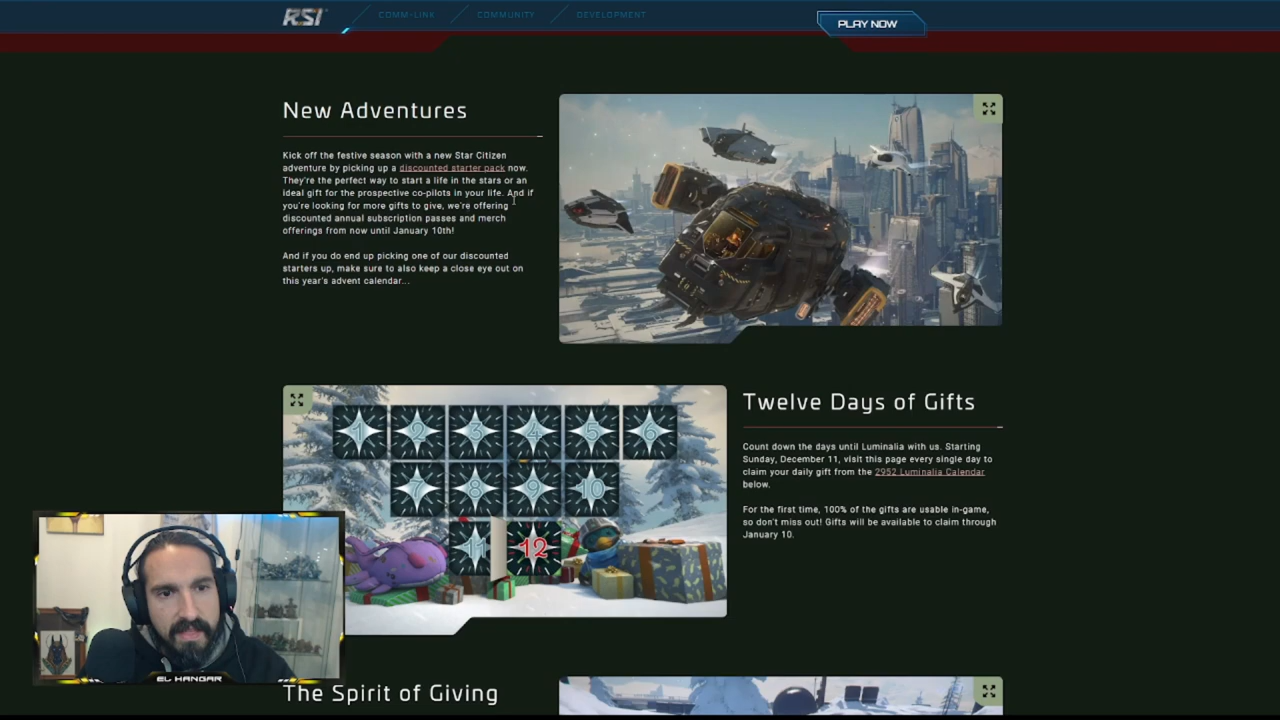 RSI
COMM-LINK
COMMUNITY
DEVELOPMENT
PLAY NOW
New Adventures
Kick off the festive season with a new Star Citizen
adventure by picking up a discounted starter pack now.
They're the perfect way to start a life in the stars or an
ideal gift for the prospective co-pilots in your life. And if
you're looking for more gifts to give, we're offering
discounted annual subscription passes and merch
offerings from now until January 10th!
And if you do end up picking one of our discounted
starters up, make sure to also keep a close eye out on
this year's advent calendar...
1 2 3 4 5 6
7 8 9 10
11 12
Twelve Days of Gifts
Count down the days until Luminalia with us. Starting
Sunday, December 11, visit this page every single day to
claim your daily gift from the 2952 Luminalia Calendar
below.
For the first time, 100% of the gifts are usable in-game,
so don't miss out! Gifts will be available to claim through
January 10.
EL HANGAR
The Spirit of Giving